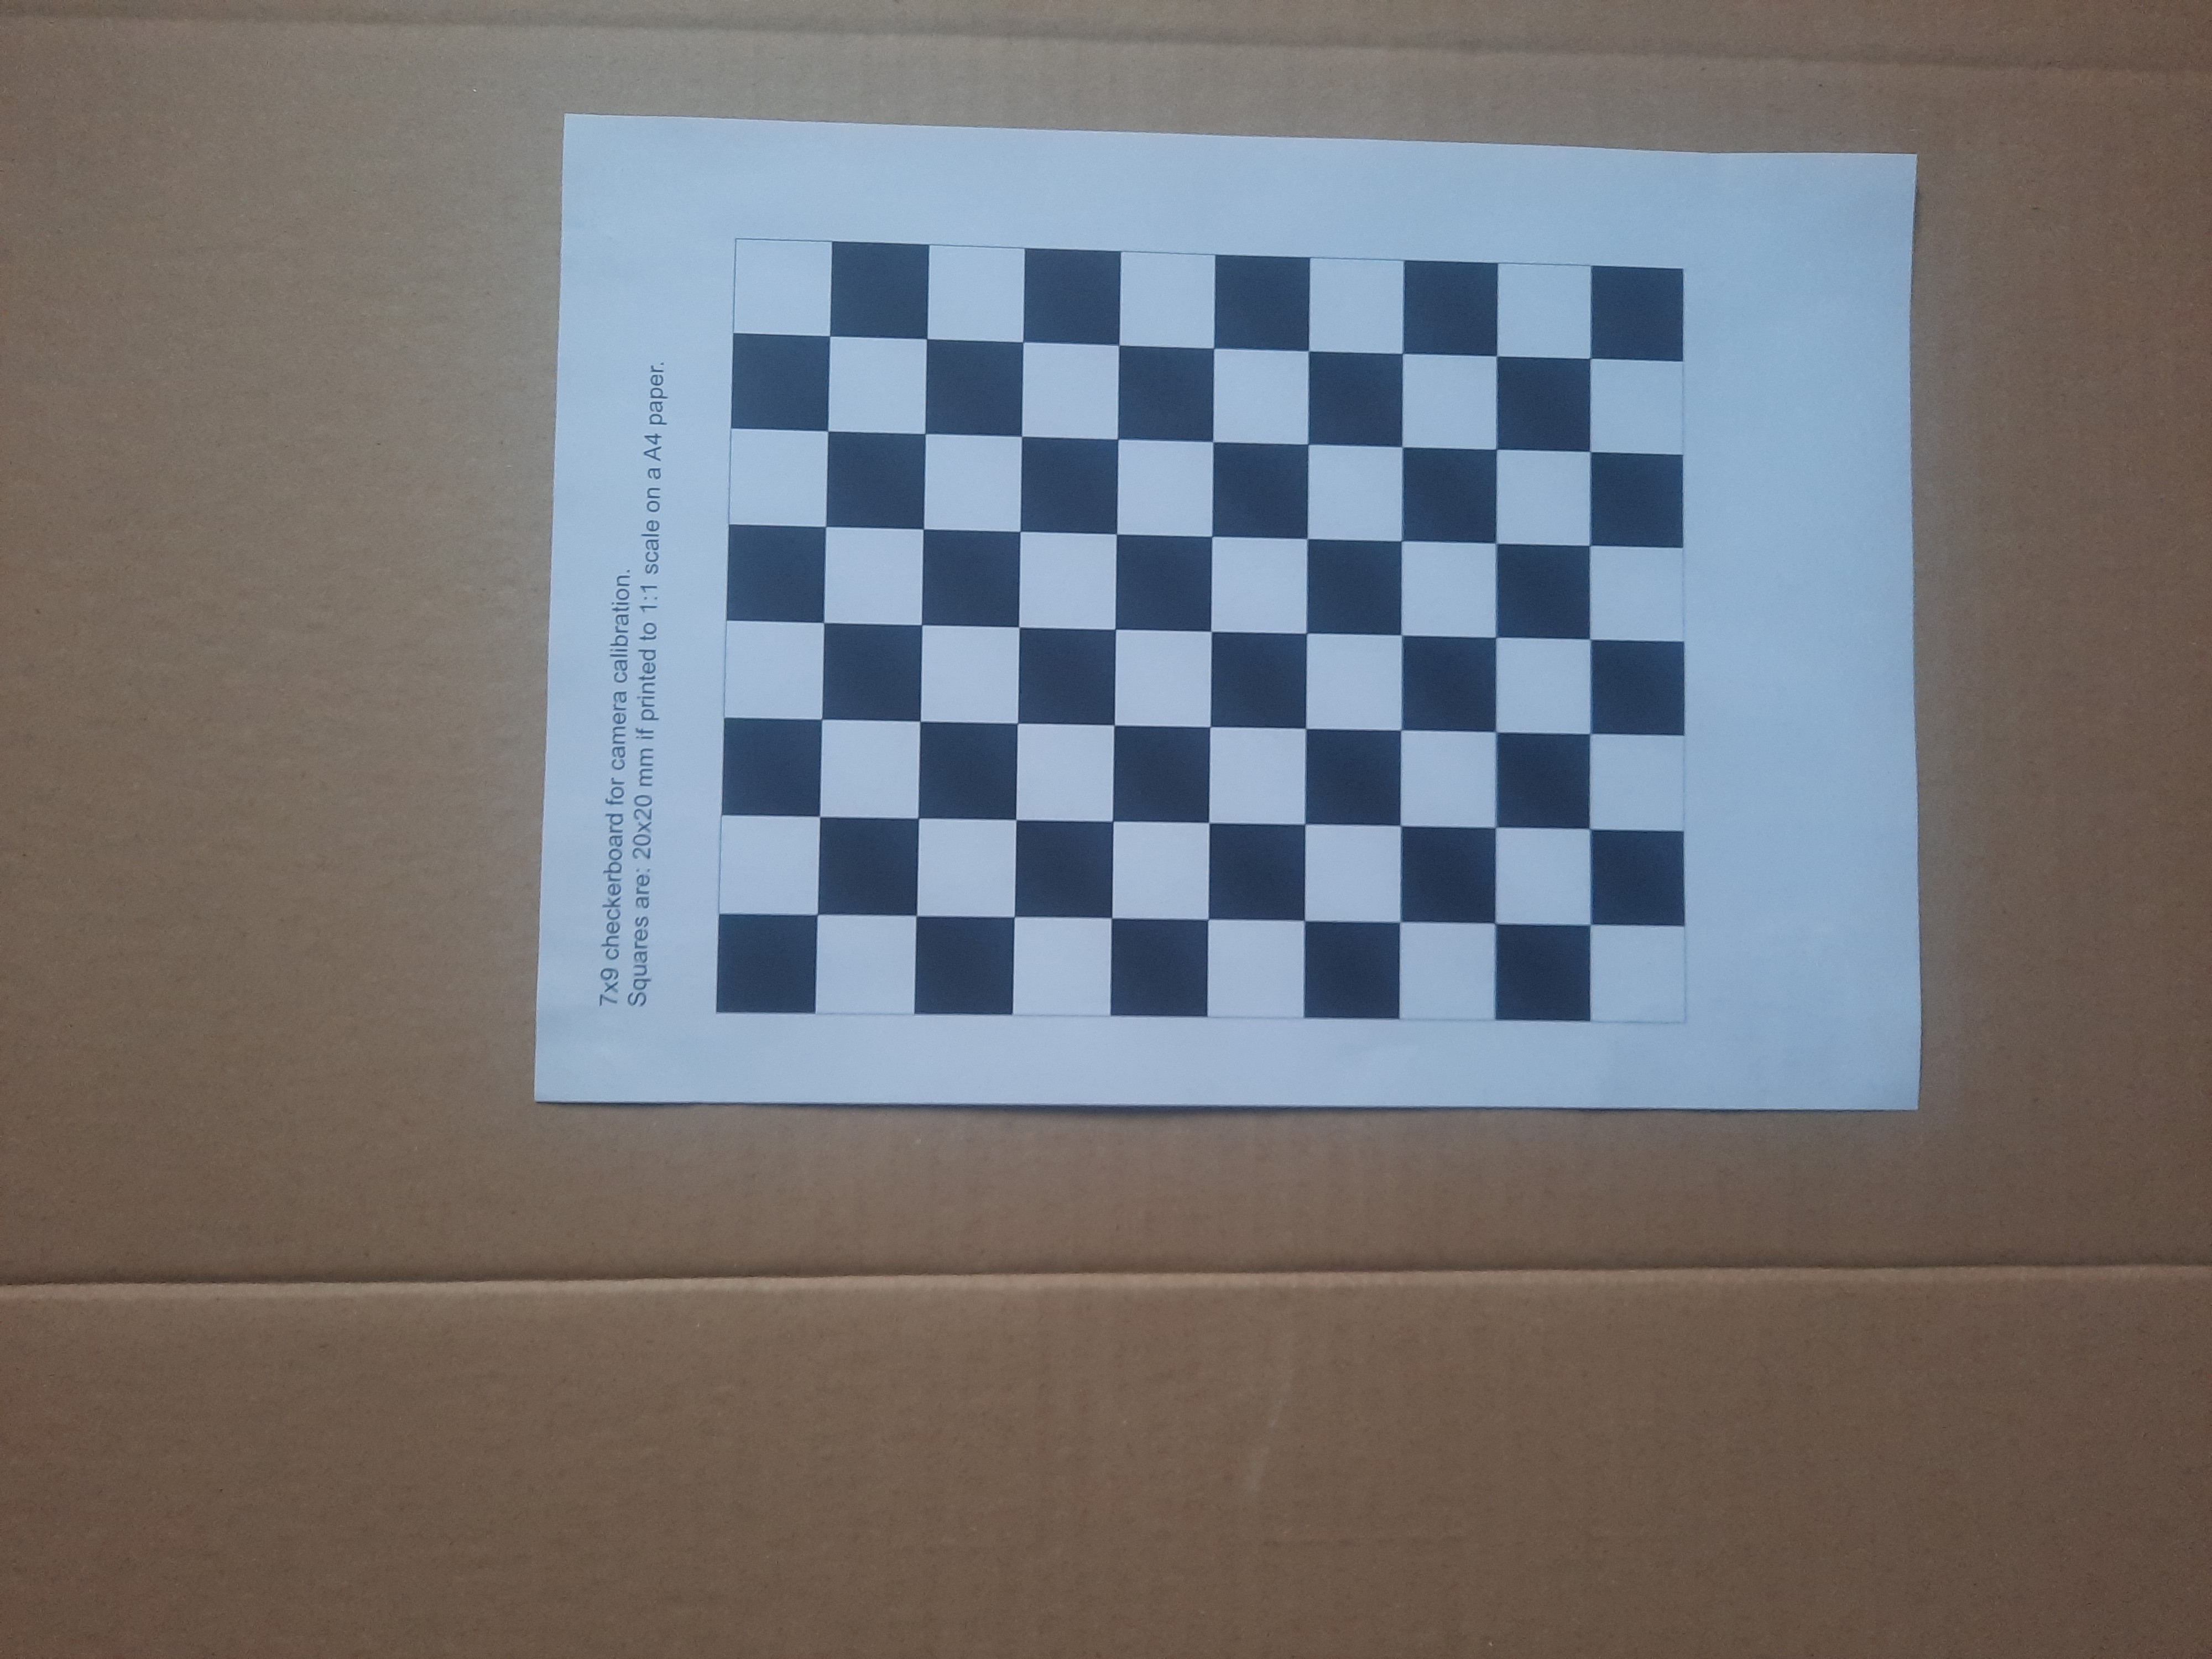 7x9 checkerboard for camera calibration.
Squares are: 20x20 mm if printed to 1:1 scale on a A4 paper.